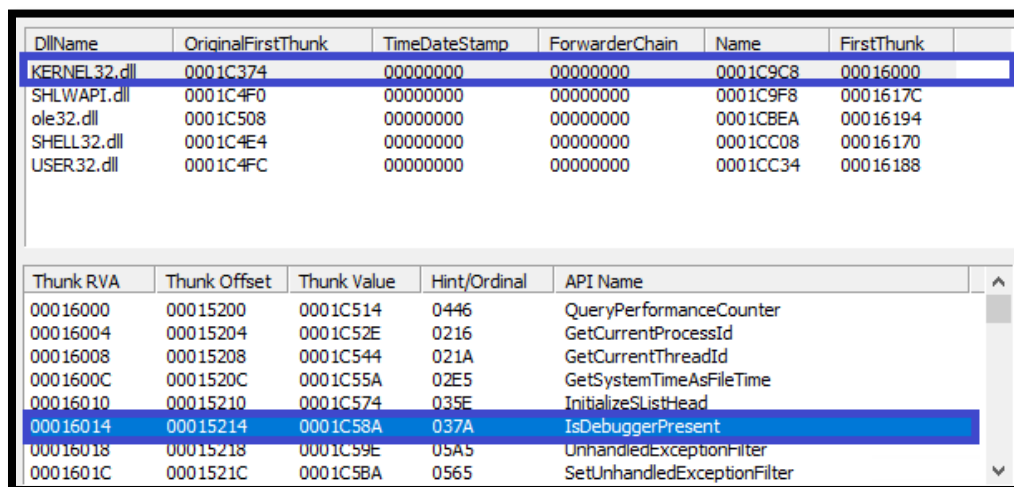 DllName OriginalFirstThunk TimeDateStamp ForwarderChain Name FirstThunk
KERNEL32.dll 0001C374 00000000 00000000 0001C9C8 00016000
SHLWAPI.dll 0001C4F0 00000000 00000000 0001C9F8 0001617C
ole32.dll 0001C508 00000000 00000000 0001CBEA 00016194
SHELL32.dll 0001C4E4 00000000 00000000 0001CC08 00016170
USER32.dll 0001C4FC 00000000 00000000 0001CC34 00016188
Thunk RVA Thunk Offset Thunk Value Hint/Ordinal API Name
00016000 00015200 0001C514 0446 QueryPerformanceCounter
00016004 00015204 0001C52E 0216 GetCurrentProcessId
00016008 00015208 0001C544 021A GetCurrentThreadId
0001600C 0001520C 0001C55A 02E5 GetSystemTimeAsFileTime
00016010 00015210 0001C574 035E InitializeSListHead
00016014 00015214 0001C58A 037A IsDebuggerPresent
00016018 00015218 0001C59E 05A5 UnhandledExceptionFilter
0001601C 0001521C 0001C5BA 0565 SetUnhandledExceptionFilter